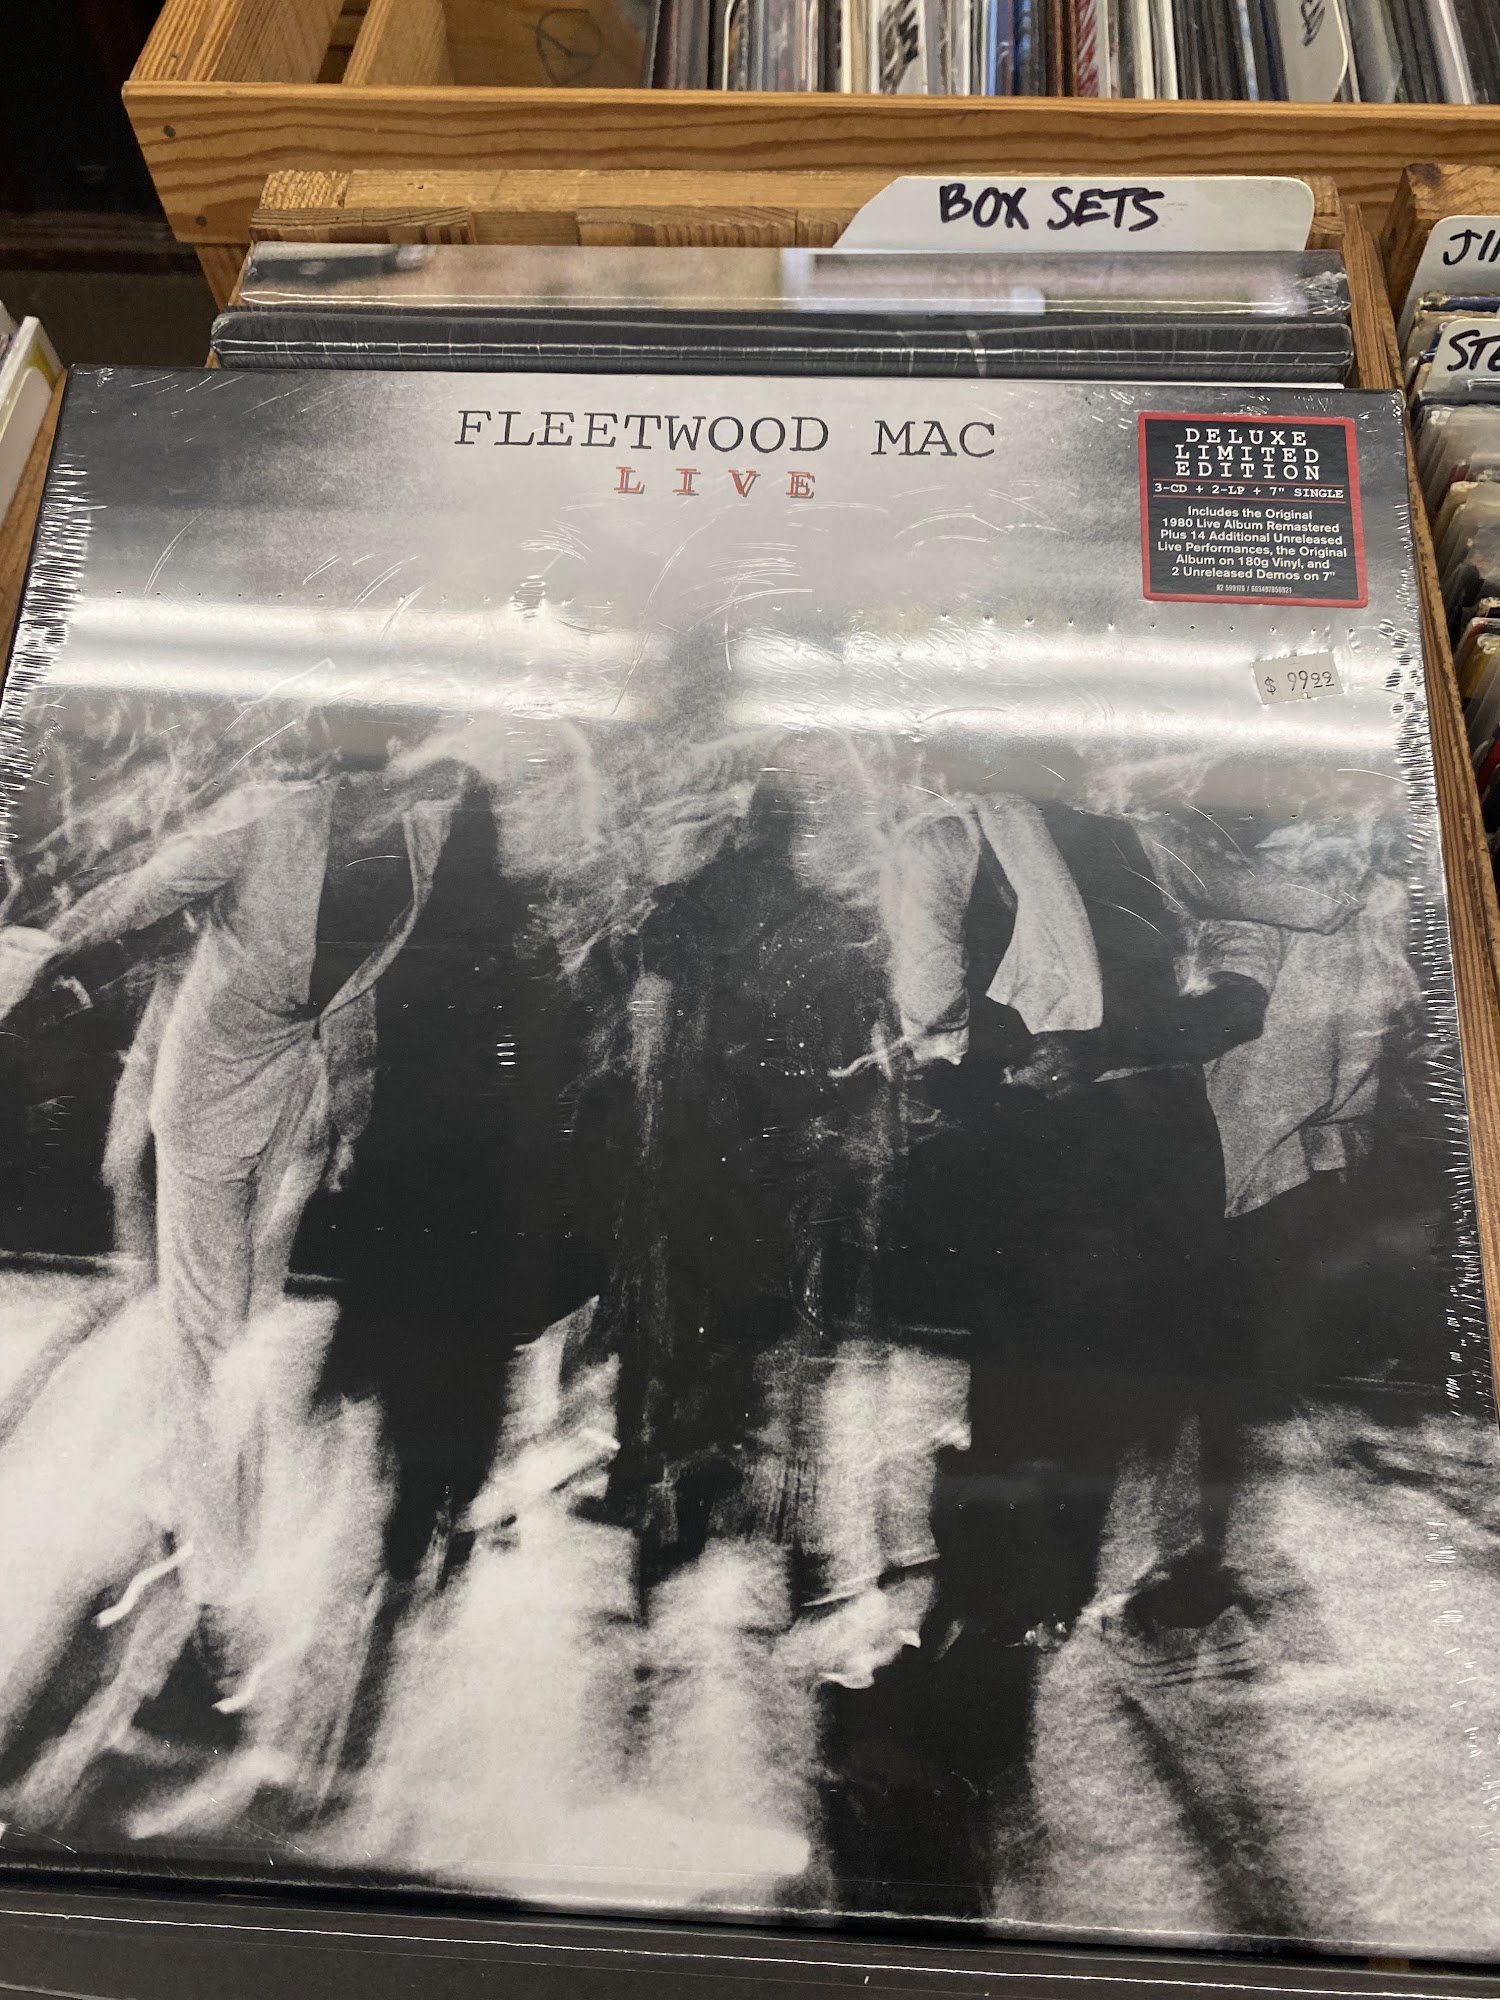 BOX SETS
FLEETWOOD MAC
LIVE
DELUXE
LIMITED
EDITION
3-CD + 2-LP + 7" SINGLE
Includes the Original
1980 Live Album Remastered
Plus 14 Additional Unreleased
Live Performances, the Original
Album on 180g Vinyl, and
2 Unreleased Demos on 7"
$ 9999